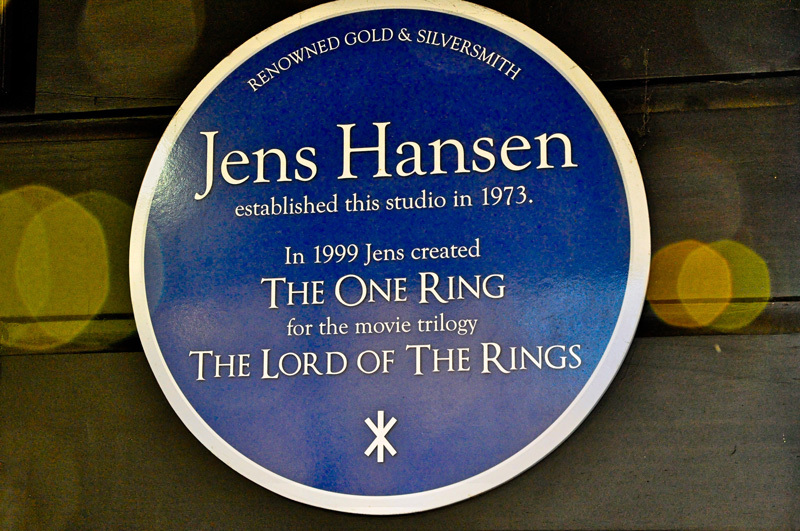 RENOWNED GOLD & SILVERSMITH
Jens Hansen
established this studio in 1973.
In 1999 Jens created
THE ONE RING
for the movie trilogy
THE LORD OF THE RINGS